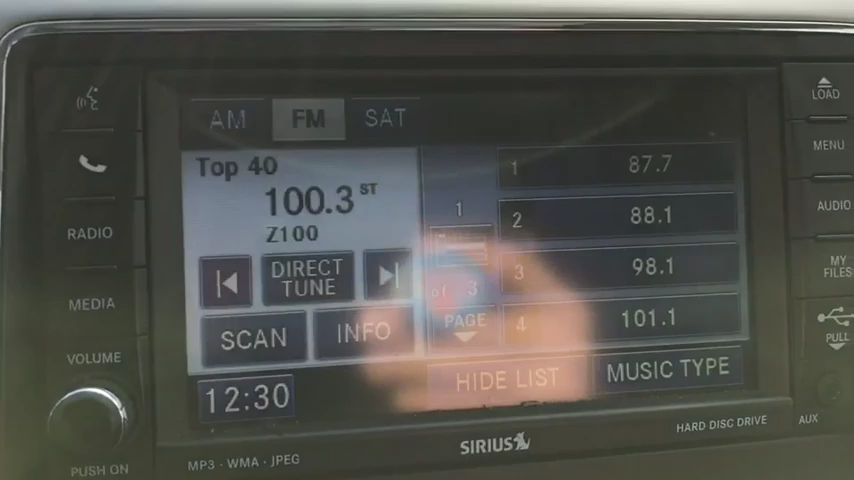 AM FM SAT
LOAD
MENU
RADIO
AUDIO
MEDIA
MY FILES
VOLUME
PULL
PUSH ON
AUX
Top 40
100.3 ST
Z100
DIRECT TUNE
SCAN
INFO
12:30
1
of 3
PAGE
1 87.7
2 88.1
3 98.1
4 101.1
HIDE LIST
MUSIC TYPE
MP3 - WMA - JPEG
SIRIUS
HARD DISC DRIVE